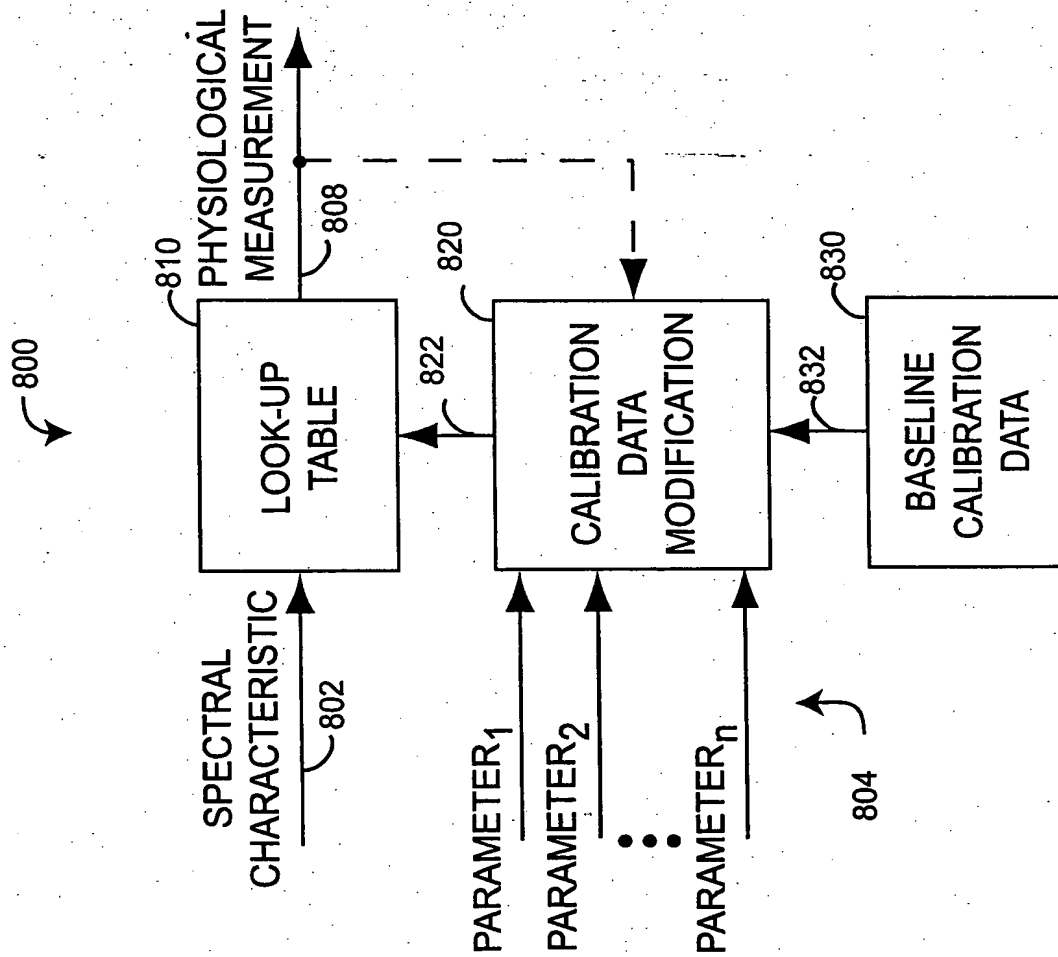 800
SPECTRAL
CHARACTERISTIC
802
810
LOOK-UP
TABLE
PHYSIOLOGICAL
MEASUREMENT
808
822
820
PARAMETER1
PARAMETER2
PARAMETERn
804
CALIBRATION
DATA
MODIFICATION
832
830
BASELINE
CALIBRATION
DATA